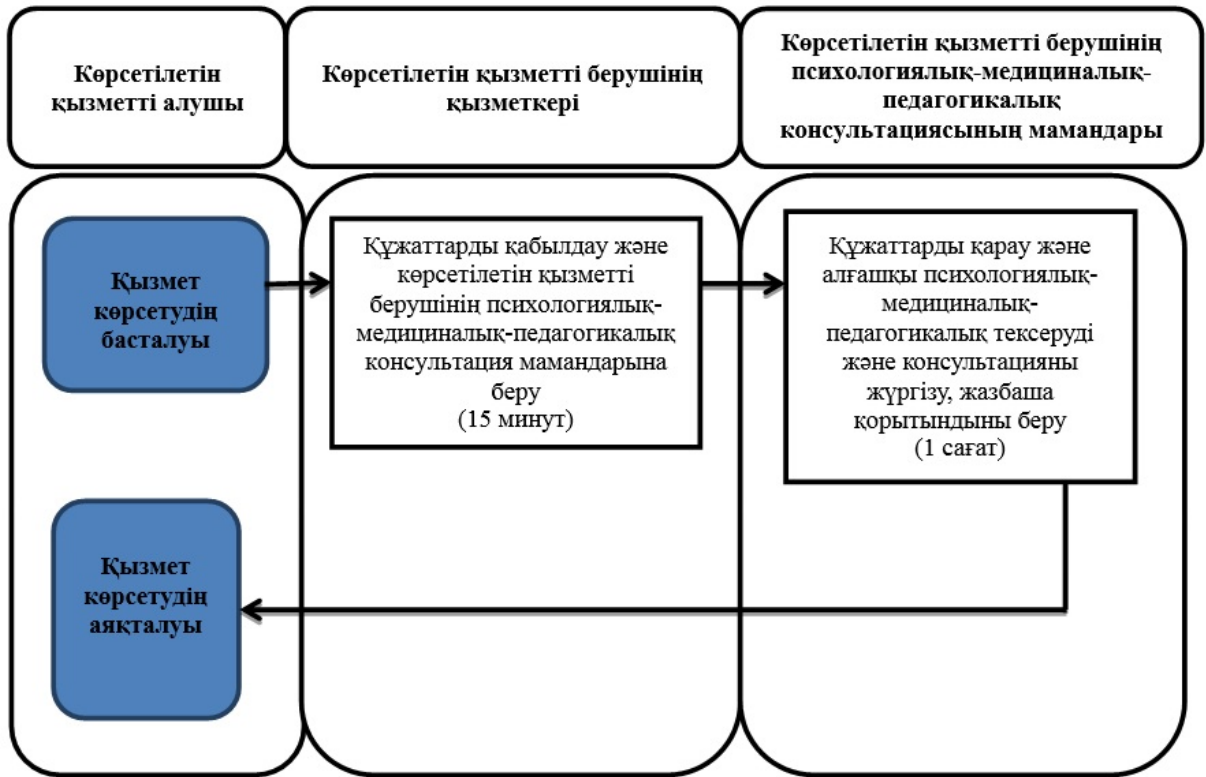 Көрсетілетін
қызметті алушы
Көрсетілетін қызметті берушінің
қызметкері
Көрсетілетін қызметті берушінің
психологиялық-медициналық-
педагогикалық
консультациясының мамандары
Қызмет
көрсетудің
басталуы
Құжаттарды қабылдау және
көрсетілетін қызметті
берушінің психологиялық-
медициналық-педагогикалық
консультация мамандарына
беру
(15 минут)
Құжаттарды қарау және
алғашқы психологиялық-
медициналық-
педагогикалық тексеруді
және консультацияны
жүргізу, жазбаша
қорытындыны беру
(1 сағат)
Қызмет
көрсетудің
аяқталуы